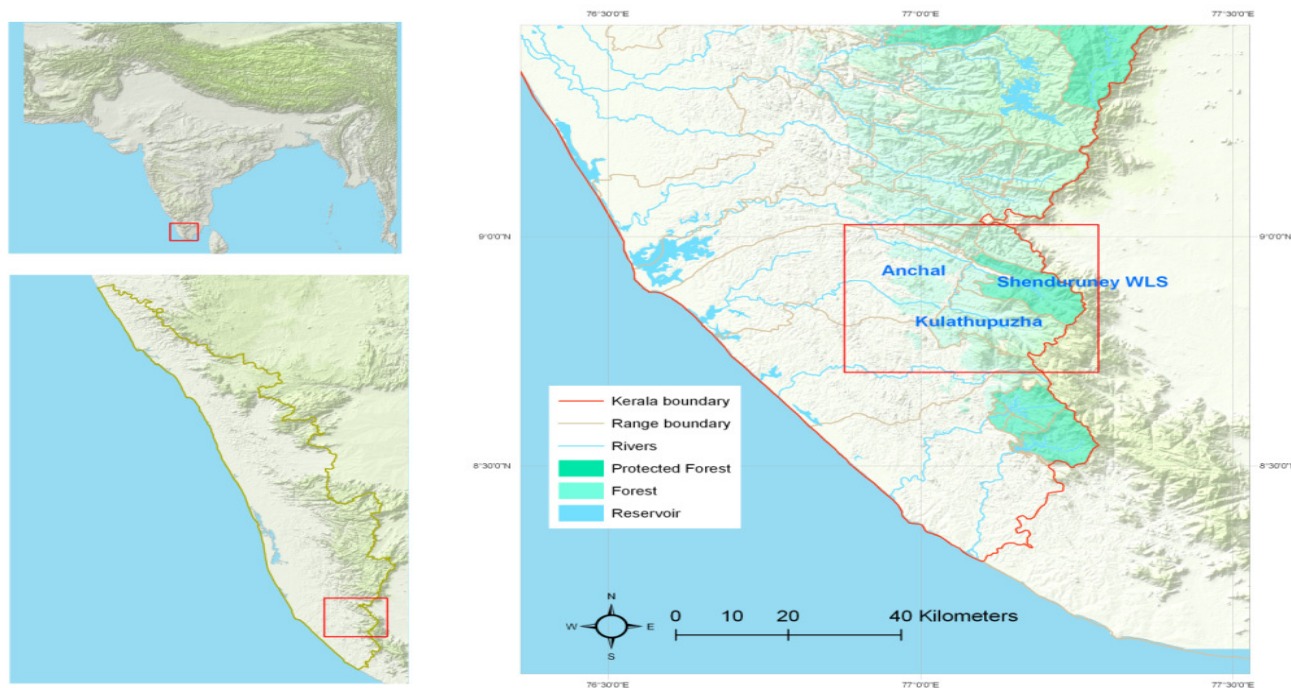 76°30'0"E 77°0'0"E 77°30'0"E
9°0'0"N 9°0'0"N
Anchal
Shenduruney WLS
Kulathupuzha
Kerala boundary
Range boundary
Rivers
Protected Forest
Forest
Reservoir
8°30'0"N 8°30'0"N
N
W E
S
0 10 20 40 Kilometers
76°30'0"E 77°0'0"E 77°30'0"E